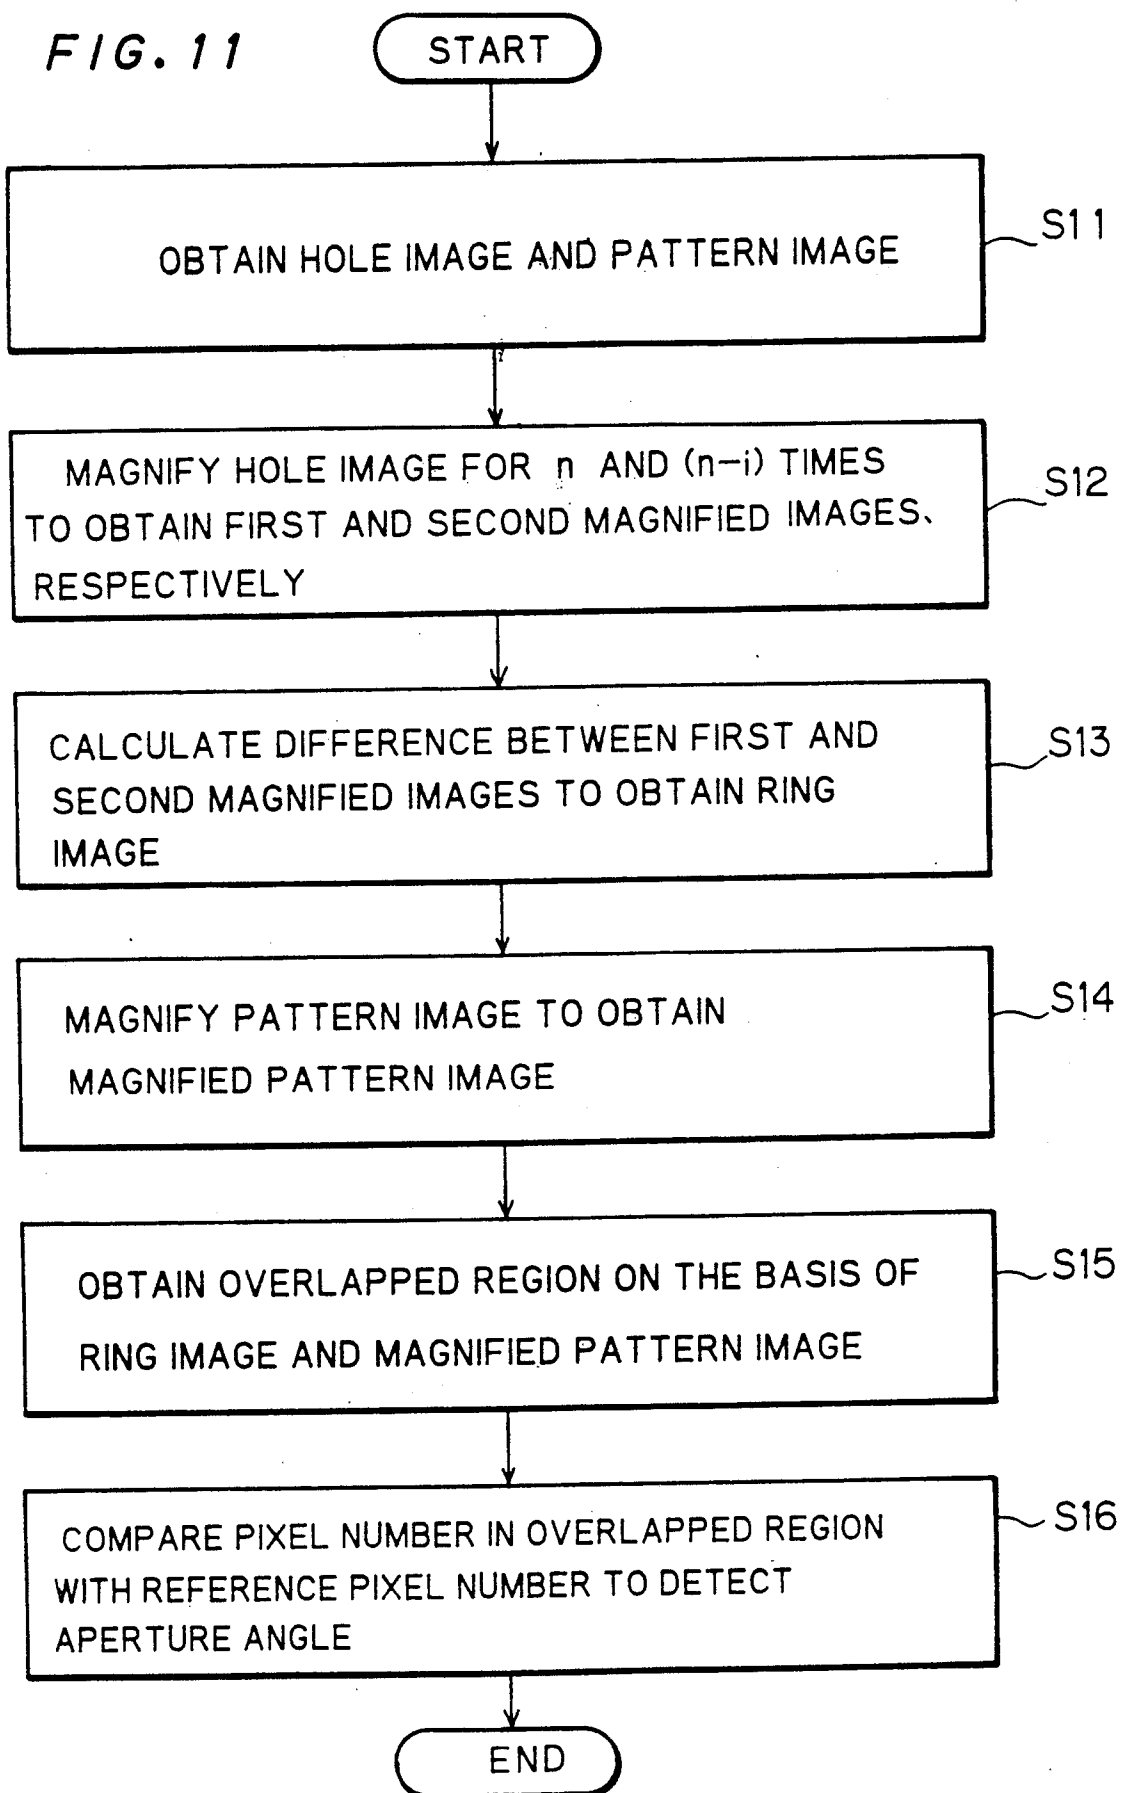 FIG. 11
START
OBTAIN HOLE IMAGE AND PATTERN IMAGE
S11
MAGNIFY HOLE IMAGE FOR n AND (n-i) TIMES
TO OBTAIN FIRST AND SECOND MAGNIFIED IMAGES、
RESPECTIVELY
S12
CALCULATE DIFFERENCE BETWEEN FIRST AND
SECOND MAGNIFIED IMAGES TO OBTAIN RING
IMAGE
S13
MAGNIFY PATTERN IMAGE TO OBTAIN
MAGNIFIED PATTERN IMAGE
S14
OBTAIN OVERLAPPED REGION ON THE BASIS OF
RING IMAGE AND MAGNIFIED PATTERN IMAGE
S15
COMPARE PIXEL NUMBER IN OVERLAPPED REGION
WITH REFERENCE PIXEL NUMBER TO DETECT
APERTURE ANGLE
S16
END